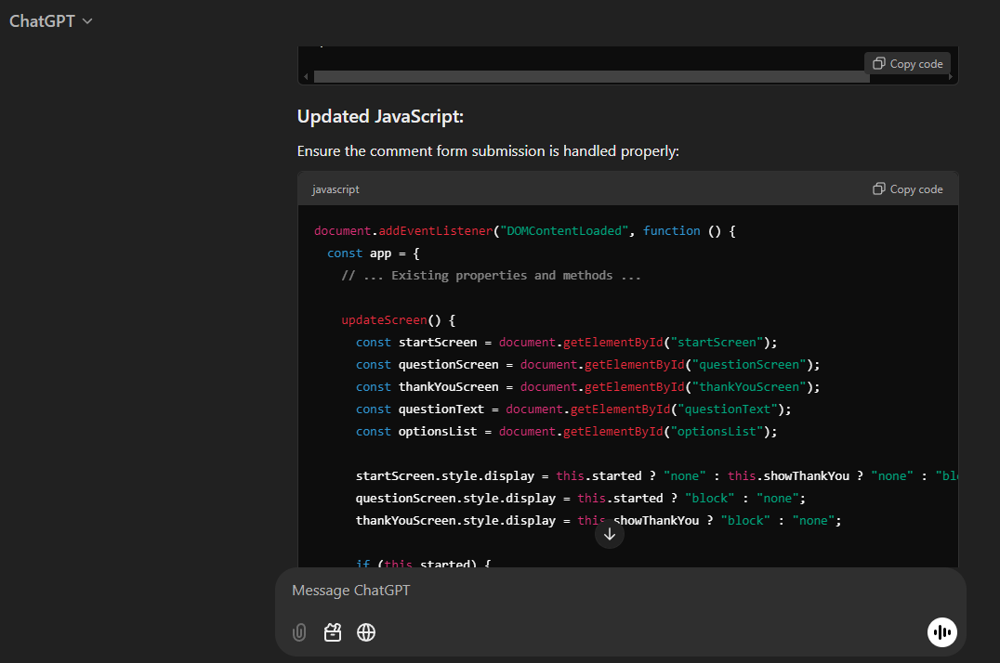 ChatGPT
Copy code
Updated JavaScript:
Ensure the comment form submission is handled properly:
javascript
Copy code
document.addEventListener("DOMContentLoaded", function () {
const app = {
// ... Existing properties and methods ...
updateScreen() {
const startScreen = document.getElementById("startScreen");
const questionScreen = document.getElementById("questionScreen");
const thankYouScreen = document.getElementById("thankYouScreen");
const questionText = document.getElementById("questionText");
const optionsList = document.getElementById("optionsList");
startScreen.style.display = this.started ? "none" : this.showThankYou ? "none" : "bl
questionScreen.style.display = this.started ? "block" : "none";
thankYouScreen.style.display = this showThankYou ? "block" : "none";
if (this started) {
Message ChatGPT